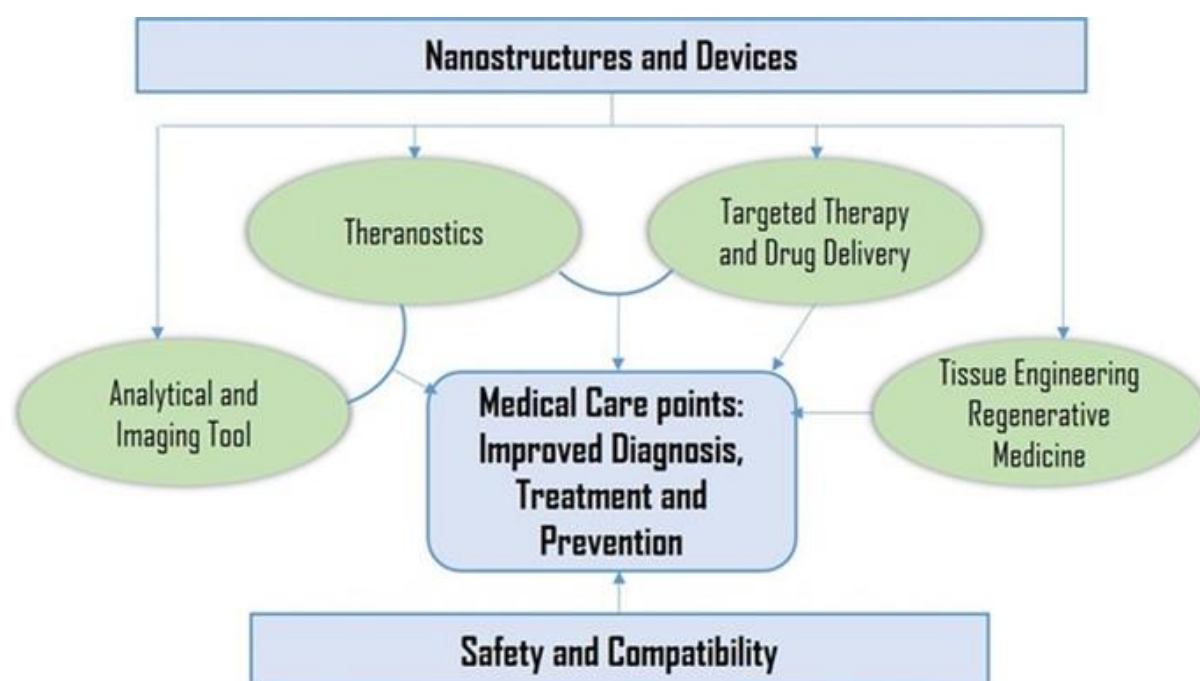 Nanostructures and Devices
Theranostics
Targeted Therapy
and Drug Delivery
Analytical and
Imaging Tool
Medical Care points:
Improved Diagnosis,
Treatment and
Prevention
Tissue Engineering
Regenerative
Medicine
Safety and Compatibility